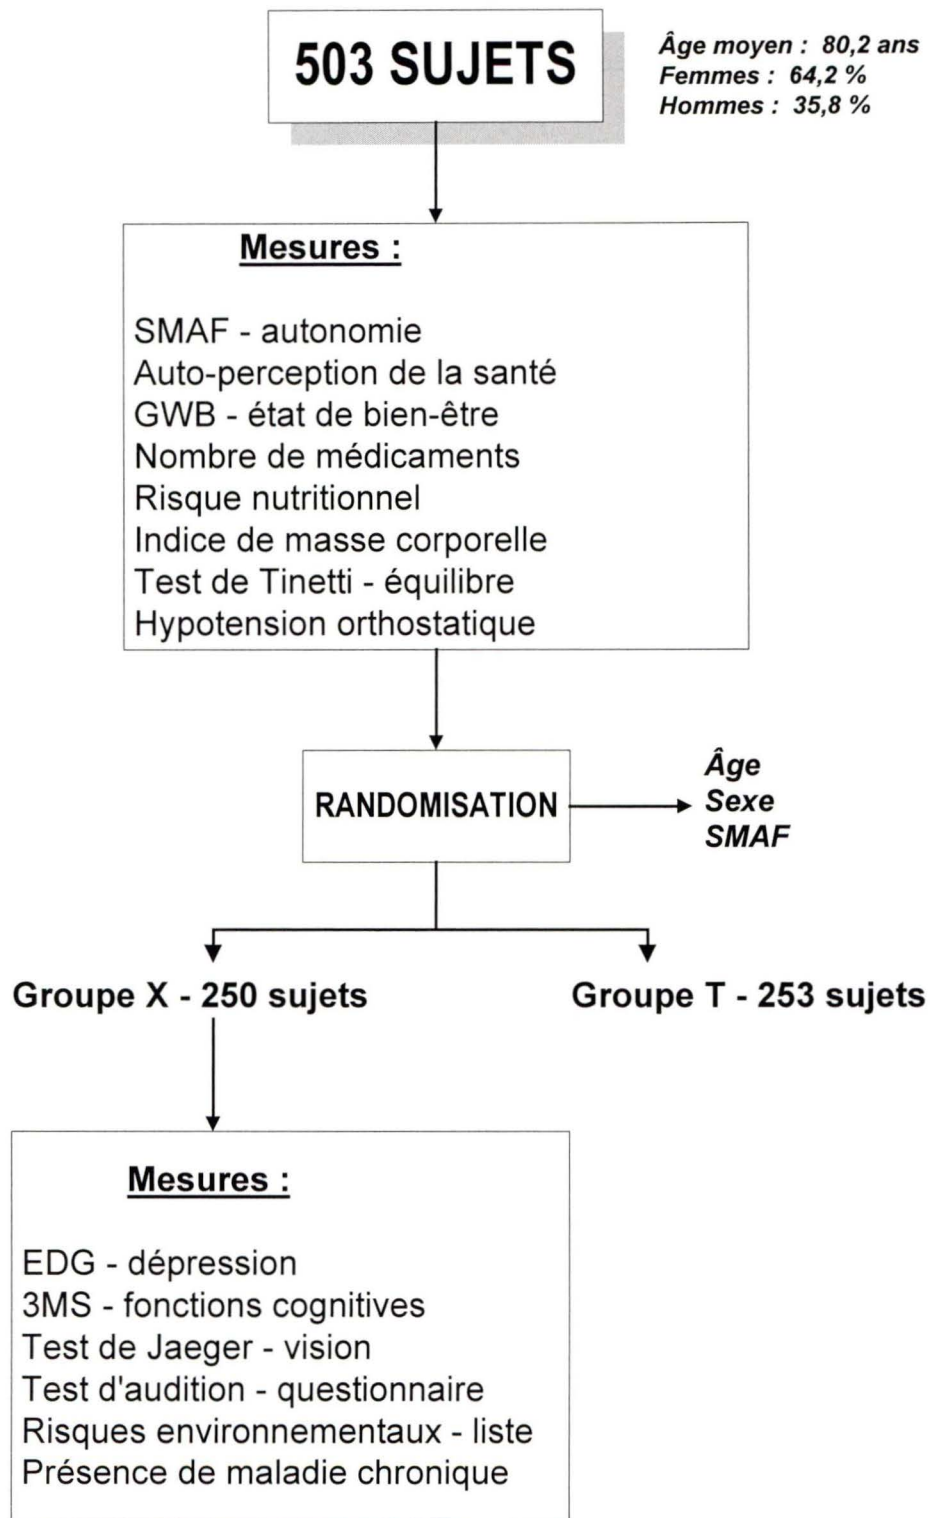 503 SUJETS
Âge moyen : 80,2 ans
Femmes : 64,2 %
Hommes : 35,8 %
Mesures :
SMAF - autonomie
Auto-perception de la santé
GWB - état de bien-être
Nombre de médicaments
Risque nutritionnel
Indice de masse corporelle
Test de Tinetti - équilibre
Hypotension orthostatique
RANDOMISATION
Âge
Sexe
SMAF
Groupe X - 250 sujets
Groupe T - 253 sujets
Mesures :
EDG - dépression
3MS - fonctions cognitives
Test de Jaeger - vision
Test d'audition - questionnaire
Risques environnementaux - liste
Présence de maladie chronique